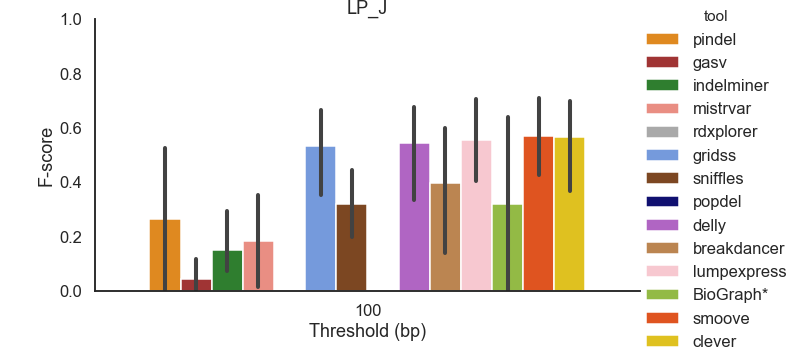 LP_J
1.0
0.8
0.6
0.4
0.2
0.0
F-score
100
Threshold (bp)
tool
pindel
gasv
indelminer
mistrvar
rdxplorer
gridss
sniffles
popdel
delly
breakdancer
lumpexpress
BioGraph*
smoove
clever